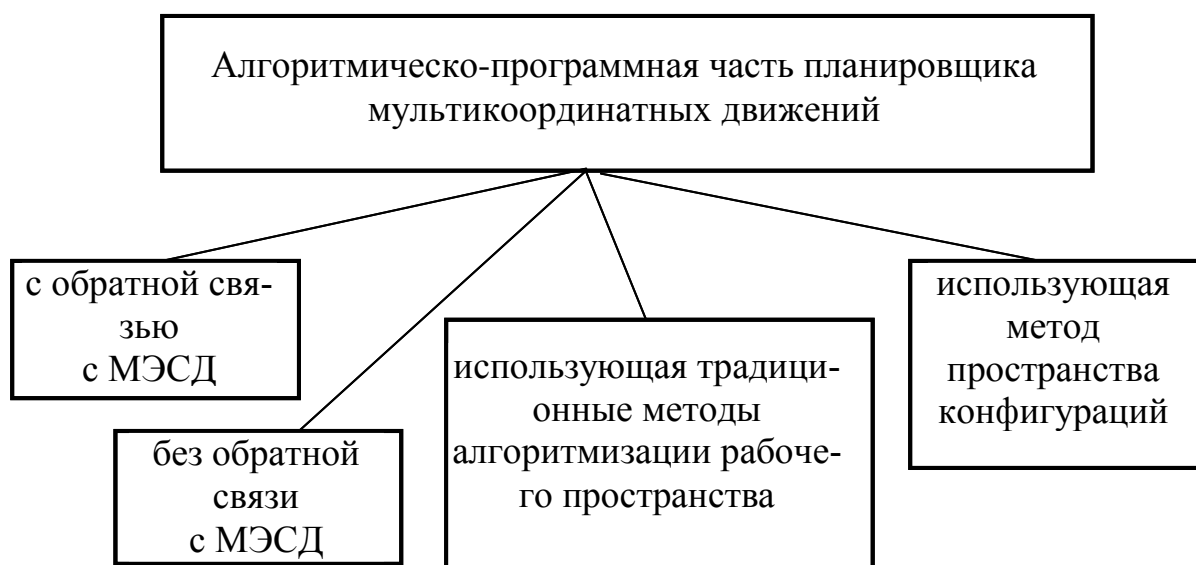 Алгоритмическо-программная часть планировщика
мультикоординатных движений
с обратной свя-
зью
с МЭСД
без обратной
связи
с МЭСД
использующая традици-
онные методы
алгоритмизации рабоче-
го пространства
использующая
метод
пространства
конфигураций